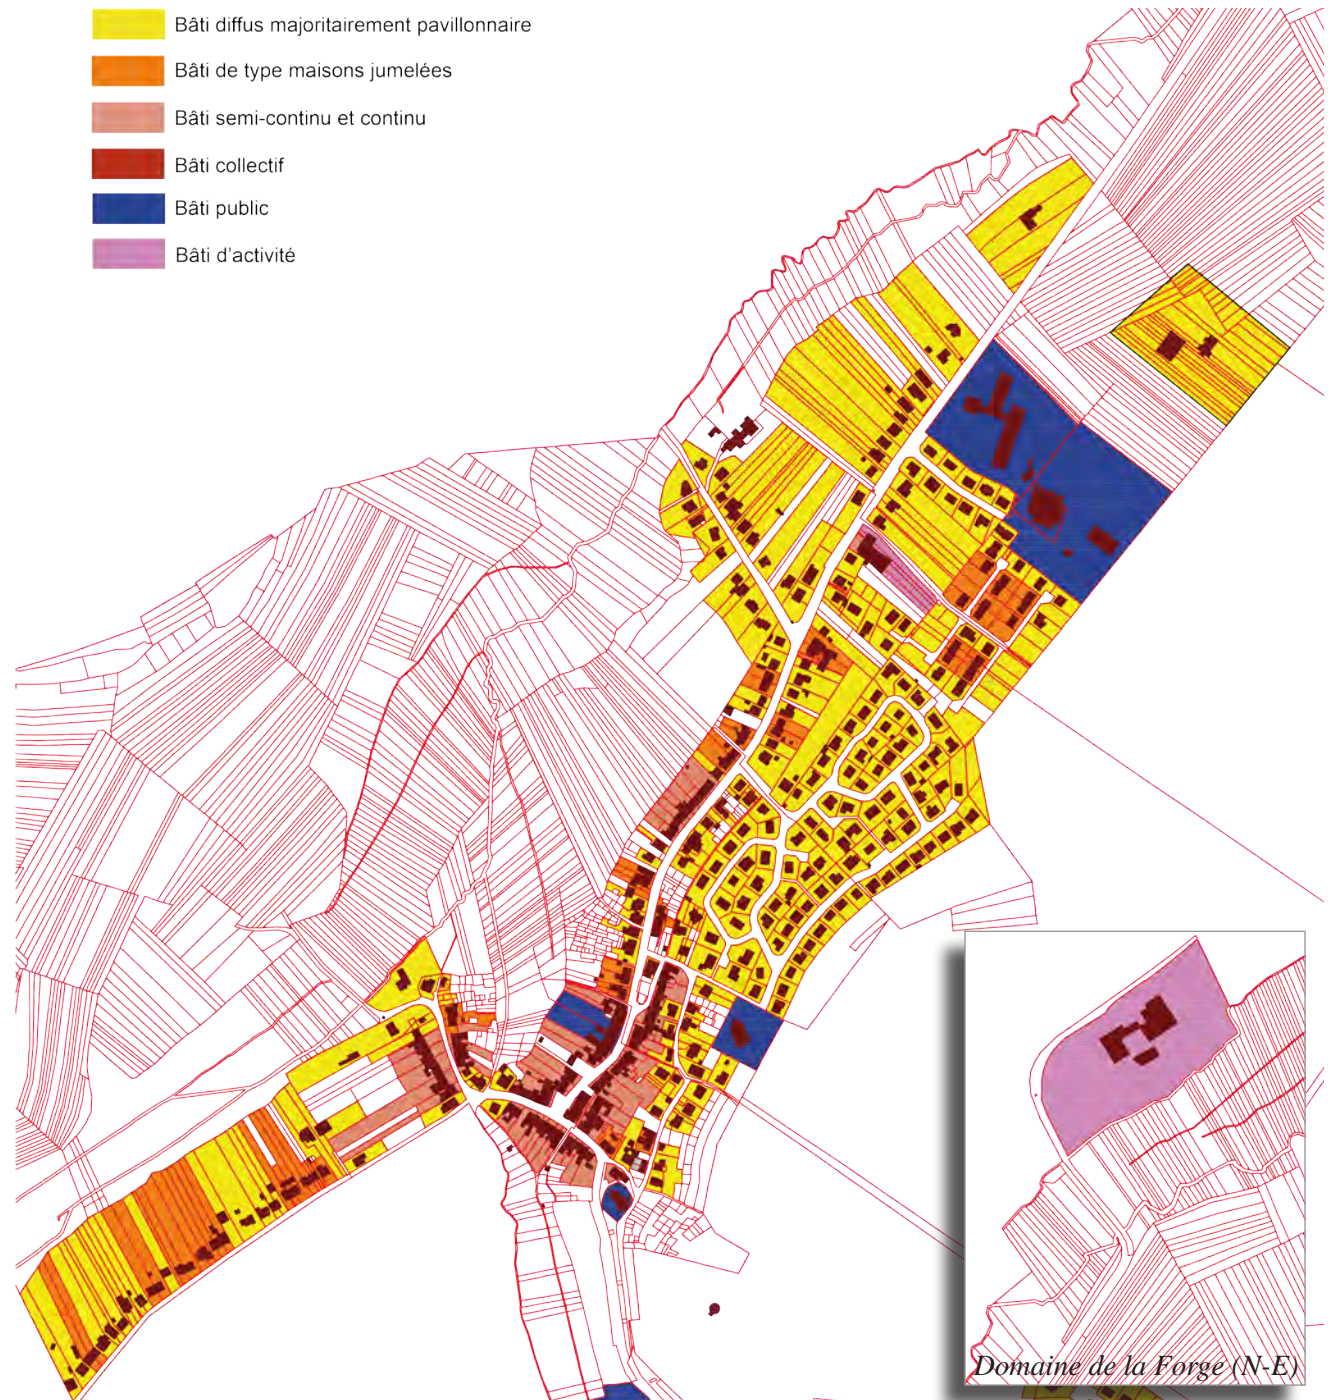 Bâti diffus majoritairement pavillonnaire
Bâti de type maisons jumelées
Bâti semi-continu et continu
Bâti collectif
Bâti public
Bâti d'activité
Domaine de la Forge (N-E)